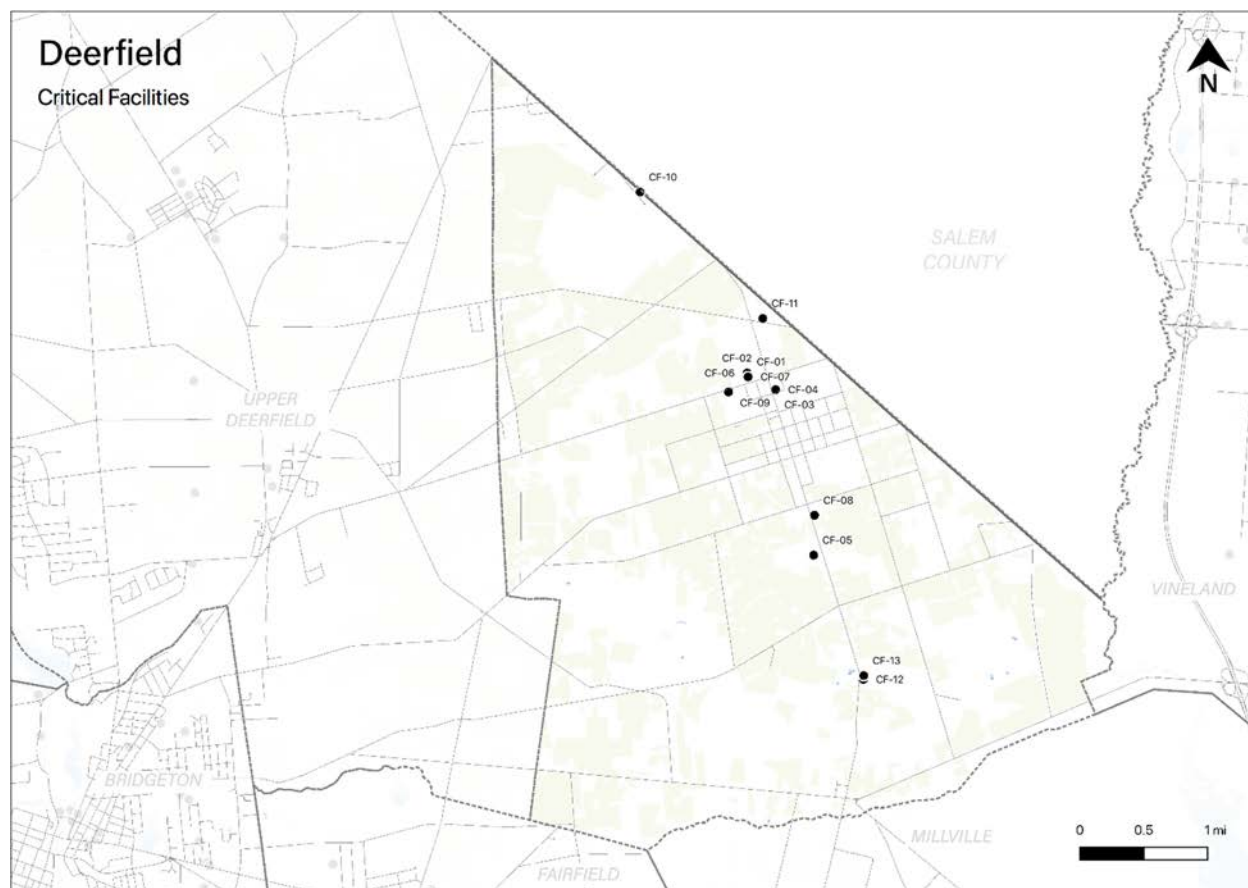 Deerfield
Critical Facilities
N
CF-10
SALEM
COUNTY
CF-11
CF-02
CF-01
CF-06
CF-07
CF-04
CF-09
CF-03
UPPER
DEERFIELD
CF-08
CF-05
VINELAND
CF-13
CF-12
BRIDGETON
MILLVILLE
FAIRFIELD
0 0.5 1 mi